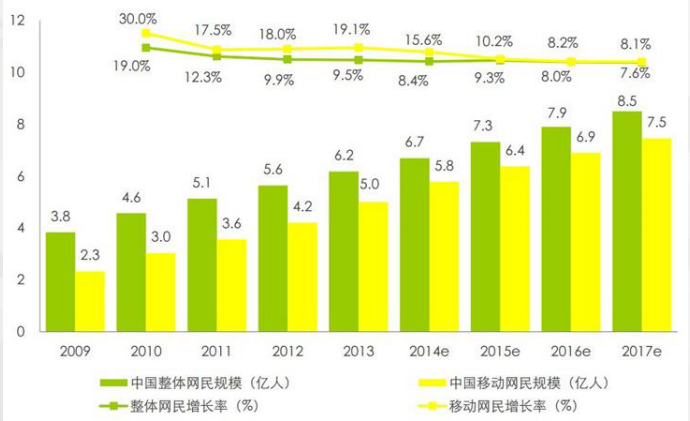 12
10
8
6
4
2
0
30.0% 17.5% 18.0% 19.1% 15.6% 10.2% 8.2% 8.1%
19.0% 12.3% 9.9% 9.5% 8.4% 9.3% 8.0% 7.6%
3.8 4.6 5.1 5.6 6.2 6.7 7.3 7.9 8.5
2.3 3.0 3.6 4.2 5.0 5.8 6.4 6.9 7.5
2009 2010 2011 2012 2013 2014e 2015e 2016e 2017e
中国整体网民规模（亿人） 中国移动网民规模（亿人）
整体网民增长率（%） 移动网民增长率（%）